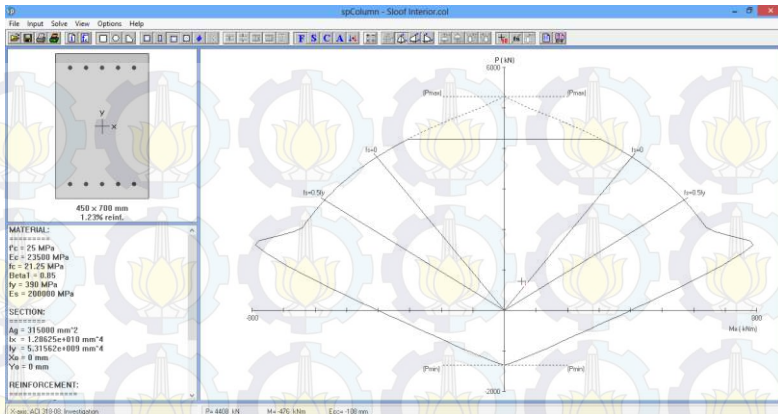 spColumn - Sloof Interior.col
File Input Solve View Options Help
F S C A
y
x
450 x 700 mm
1.23% reinf.
MATERIAL:
=========
f'c = 25 MPa
Ec = 23500 MPa
fc = 21.25 MPa
Beta1 = 0.85
fy = 390 MPa
Es = 200000 MPa
SECTION:
========
Ag = 315000 mm^2
Ix = 1.28625e+010 mm^4
Iy = 5.31562e+009 mm^4
Xo = 0 mm
Yo = 0 mm
REINFORCEMENT:
==============
P ( kN)
6000
(Pmax)
(Pmax)
fs=0
fs=0
fs=0.5fy
fs=0.5fy
-800
800
Mx ( kNm)
(Pmin)
(Pmin)
-2000
X-axis, ACI 318-08, Investigation
P= 4408 kN
M= -476 kNm
Ecc= -108 mm